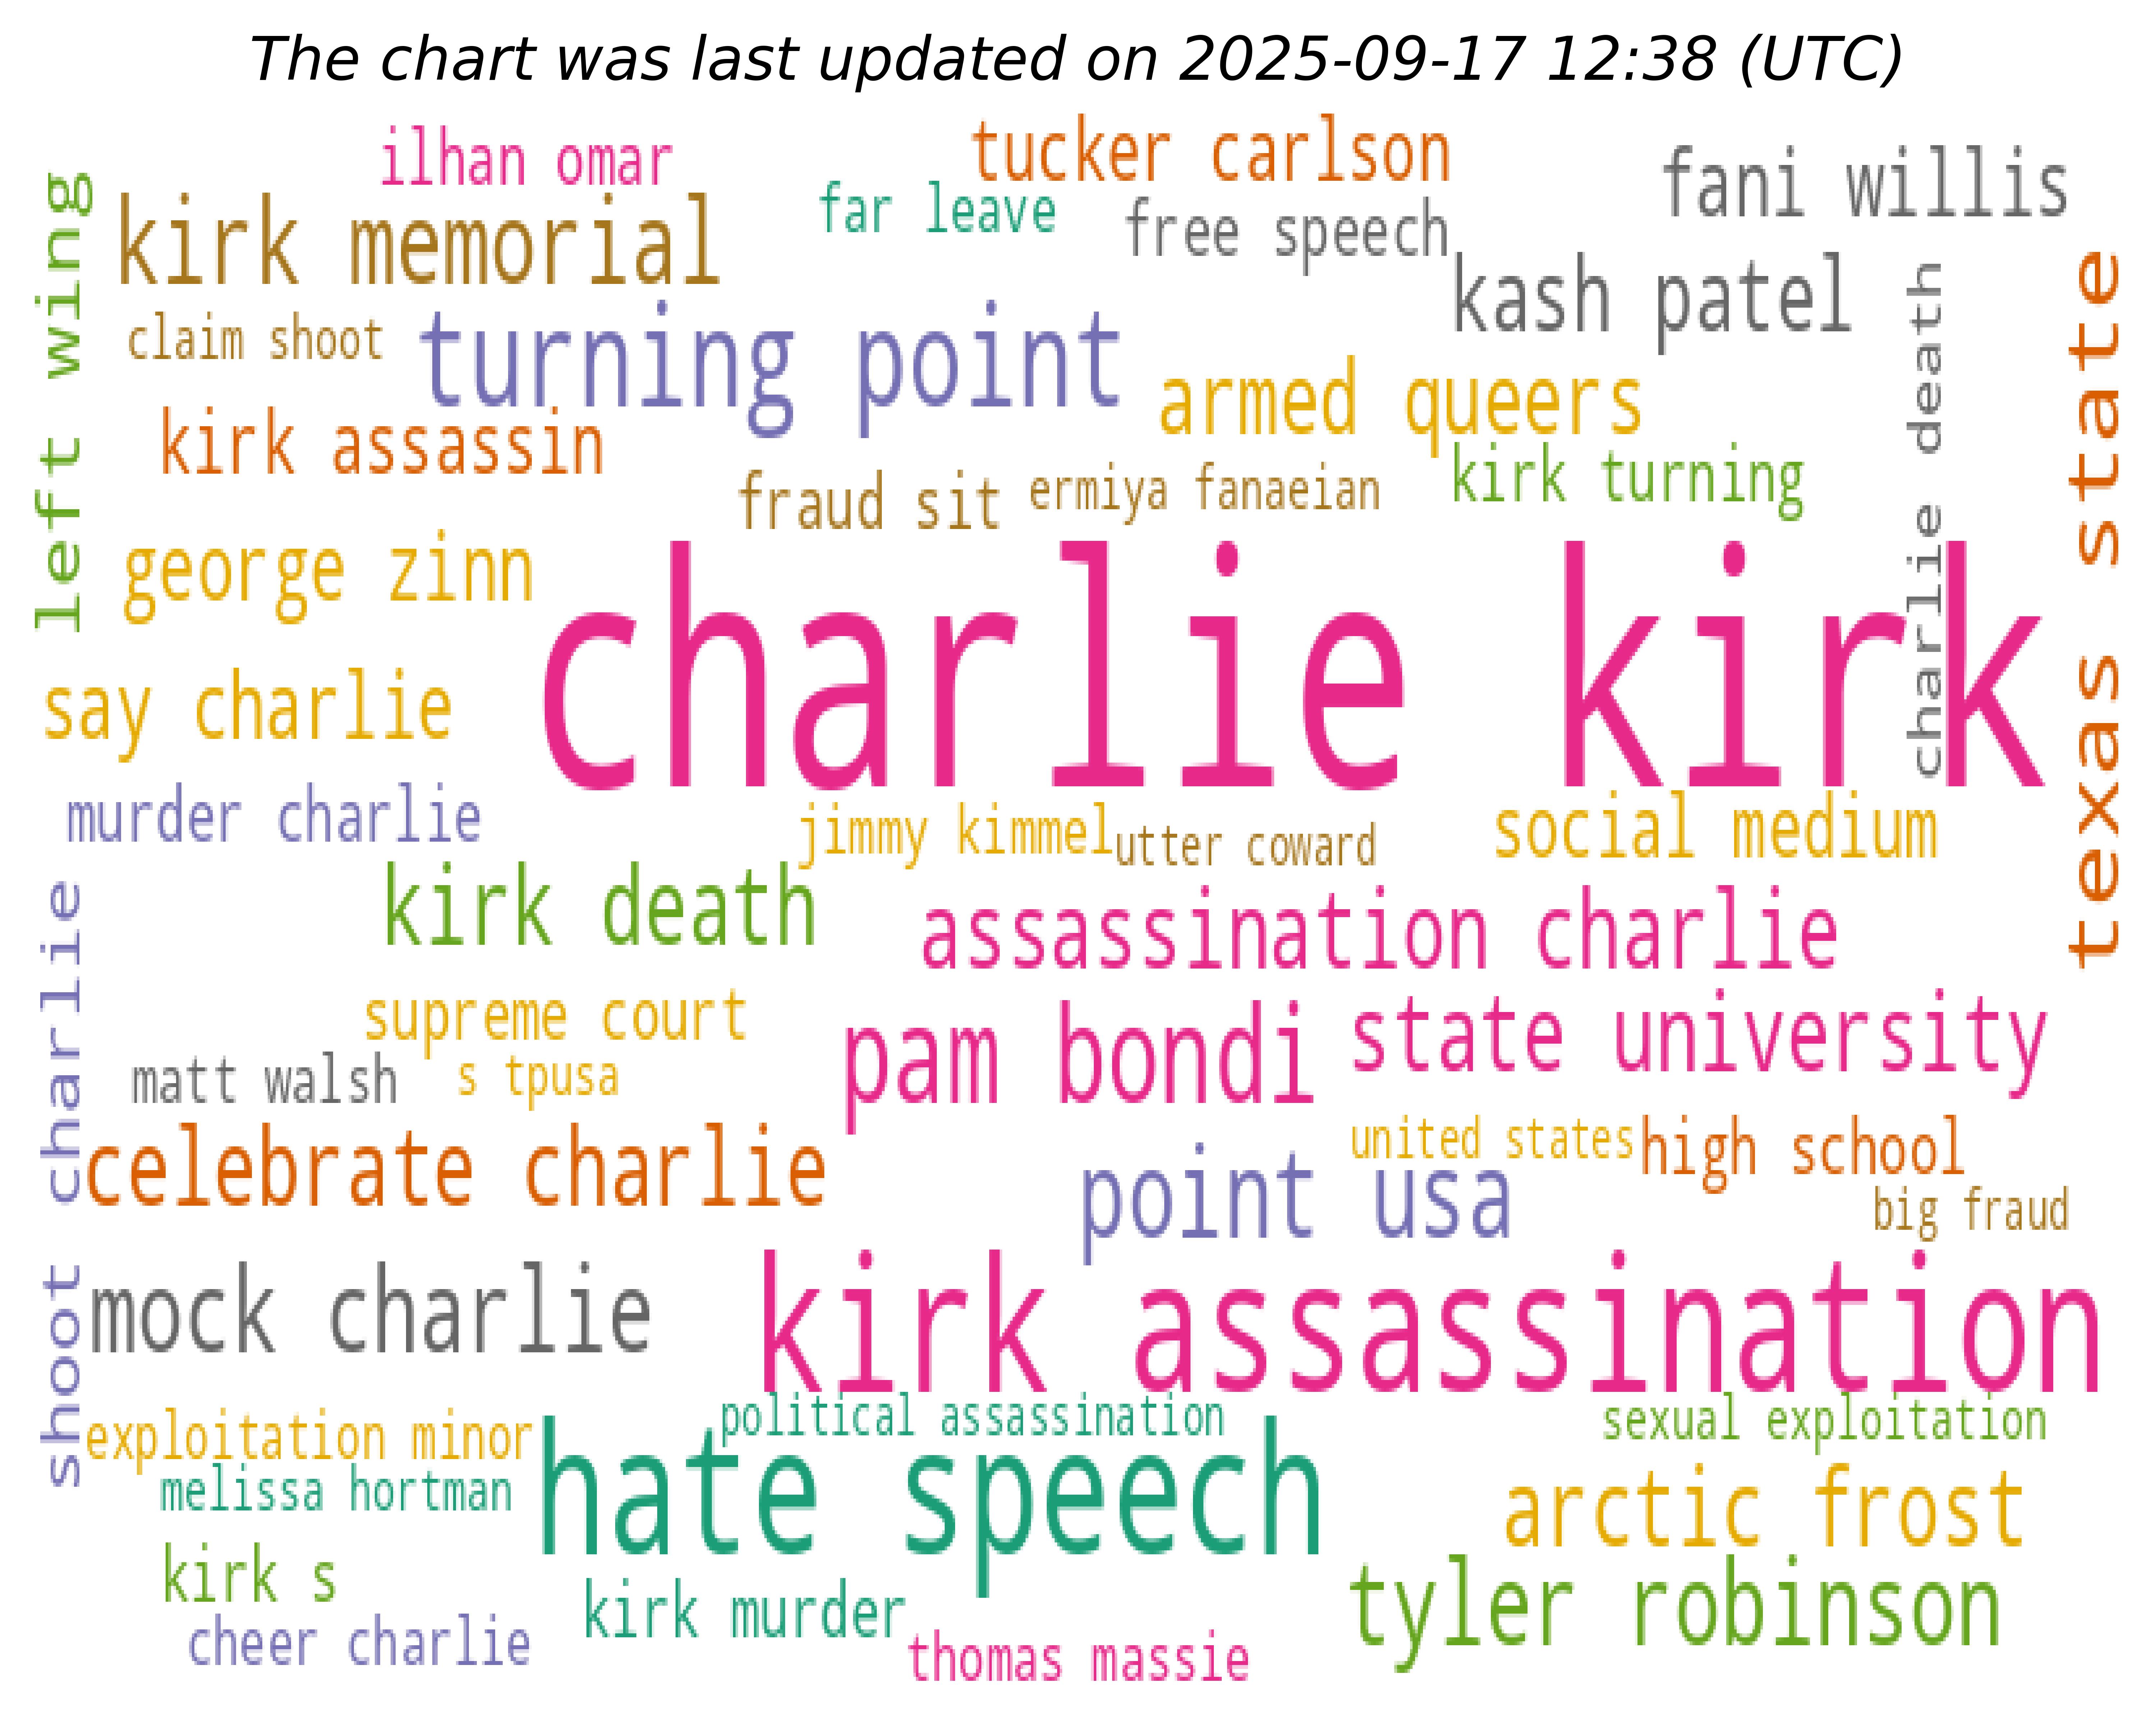 The chart was last updated on 2025-09-17 12:38 (UTC)
ilhan omar
tucker carlson
fani willis
far leave
free speech
left wing
kirk memorial
kash patel
charlie death
texas state
claim shoot
turning point
armed queers
kirk assassin
kirk turning
fraud sit
ermiya fanaeian
george zinn
charlie kirk
say charlie
murder charlie
jimmy kimmel
utter coward
social medium
kirk death
assassination charlie
shoot charlie
supreme court
pam bondi
state university
matt walsh
s tpusa
celebrate charlie
united states
high school
point usa
big fraud
mock charlie
kirk assassination
exploitation minor
political assassination
sexual exploitation
melissa hortman
hate speech
arctic frost
kirk s
kirk murder
tyler robinson
cheer charlie
thomas massie